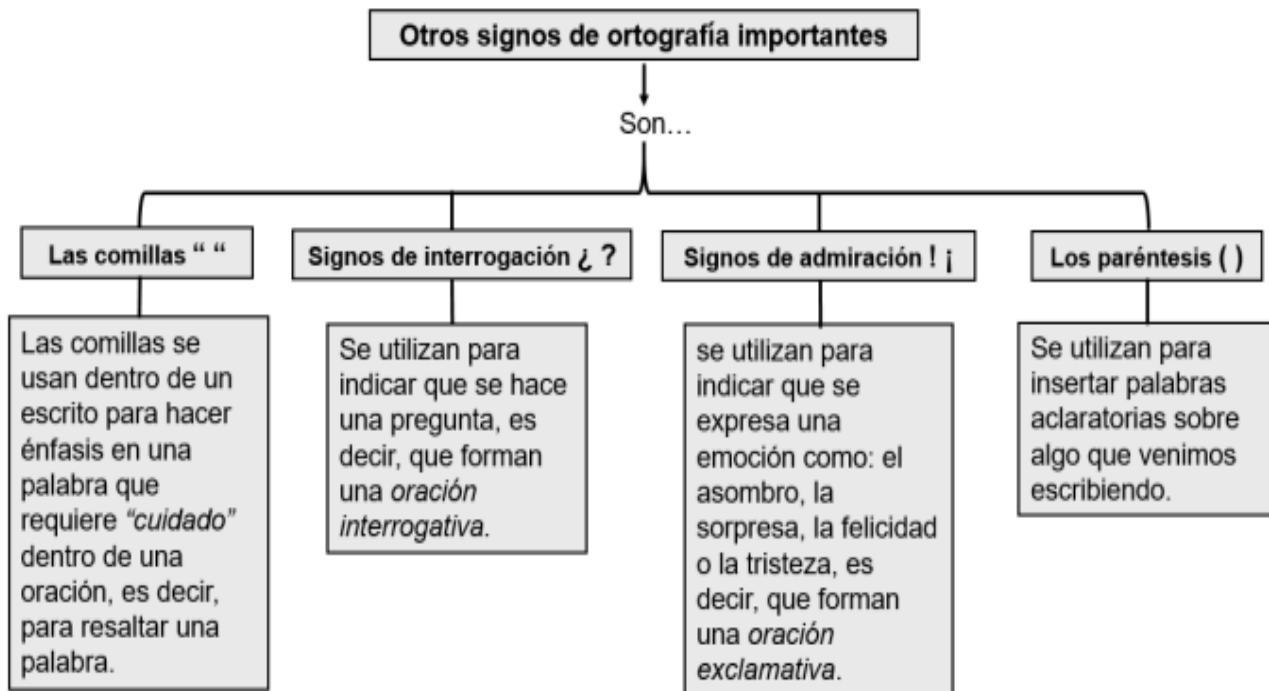 Otros signos de ortografía importantes
Son...
Las comillas “ “
Las comillas se
usan dentro de un
escrito para hacer
énfasis en una
palabra que
requiere “cuidado”
dentro de una
oración, es decir,
para resaltar una
palabra.
Signos de interrogación ¿ ?
Se utilizan para
indicar que se hace
una pregunta, es
decir, que forman
una oración
interrogativa.
Signos de admiración ! ¡
se utilizan para
indicar que se
expresa una
emoción como: el
asombro, la
sorpresa, la felicidad
o la tristeza, es
decir, que forman
una oración
exclamativa.
Los paréntesis ( )
Se utilizan para
insertar palabras
aclaratorias sobre
algo que venimos
escribiendo.